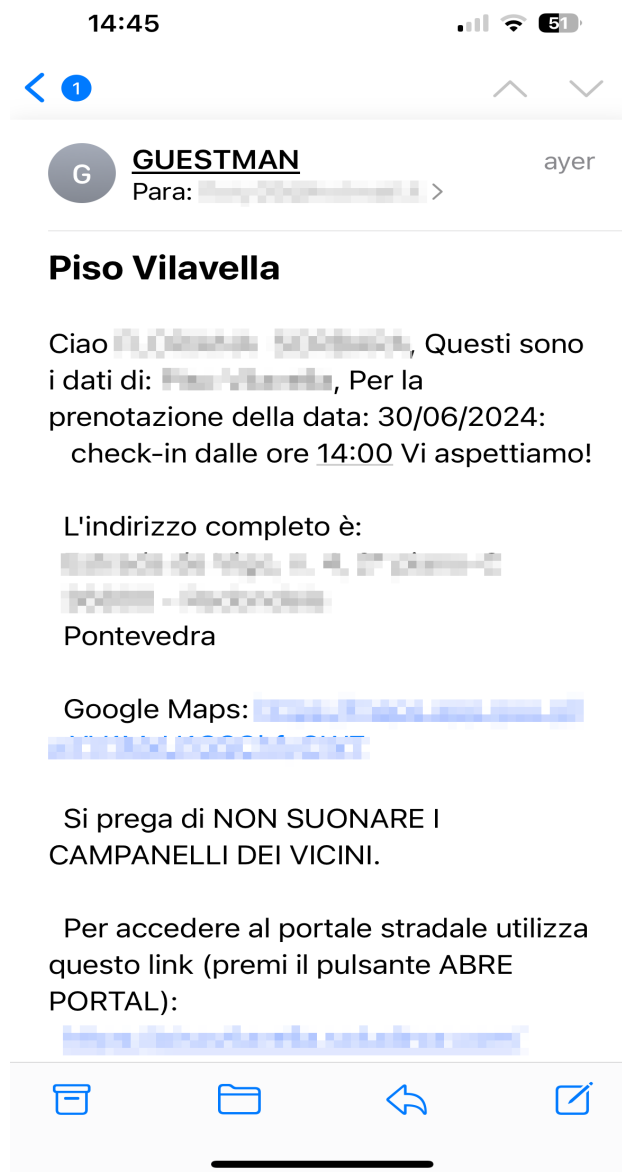 14:45
51
1
G
GUESTMAN
ayer
Para:
Piso Vilavella
Ciao , Questi sono
i dati di: , Per la
prenotazione della data: 30/06/2024:
check-in dalle ore 14:00 Vi aspettiamo!
L'indirizzo completo è:
Pontevedra
Google Maps:
Si prega di NON SUONARE I
CAMPANELLI DEI VICINI.
Per accedere al portale stradale utilizza
questo link (premi il pulsante ABRE
PORTAL):